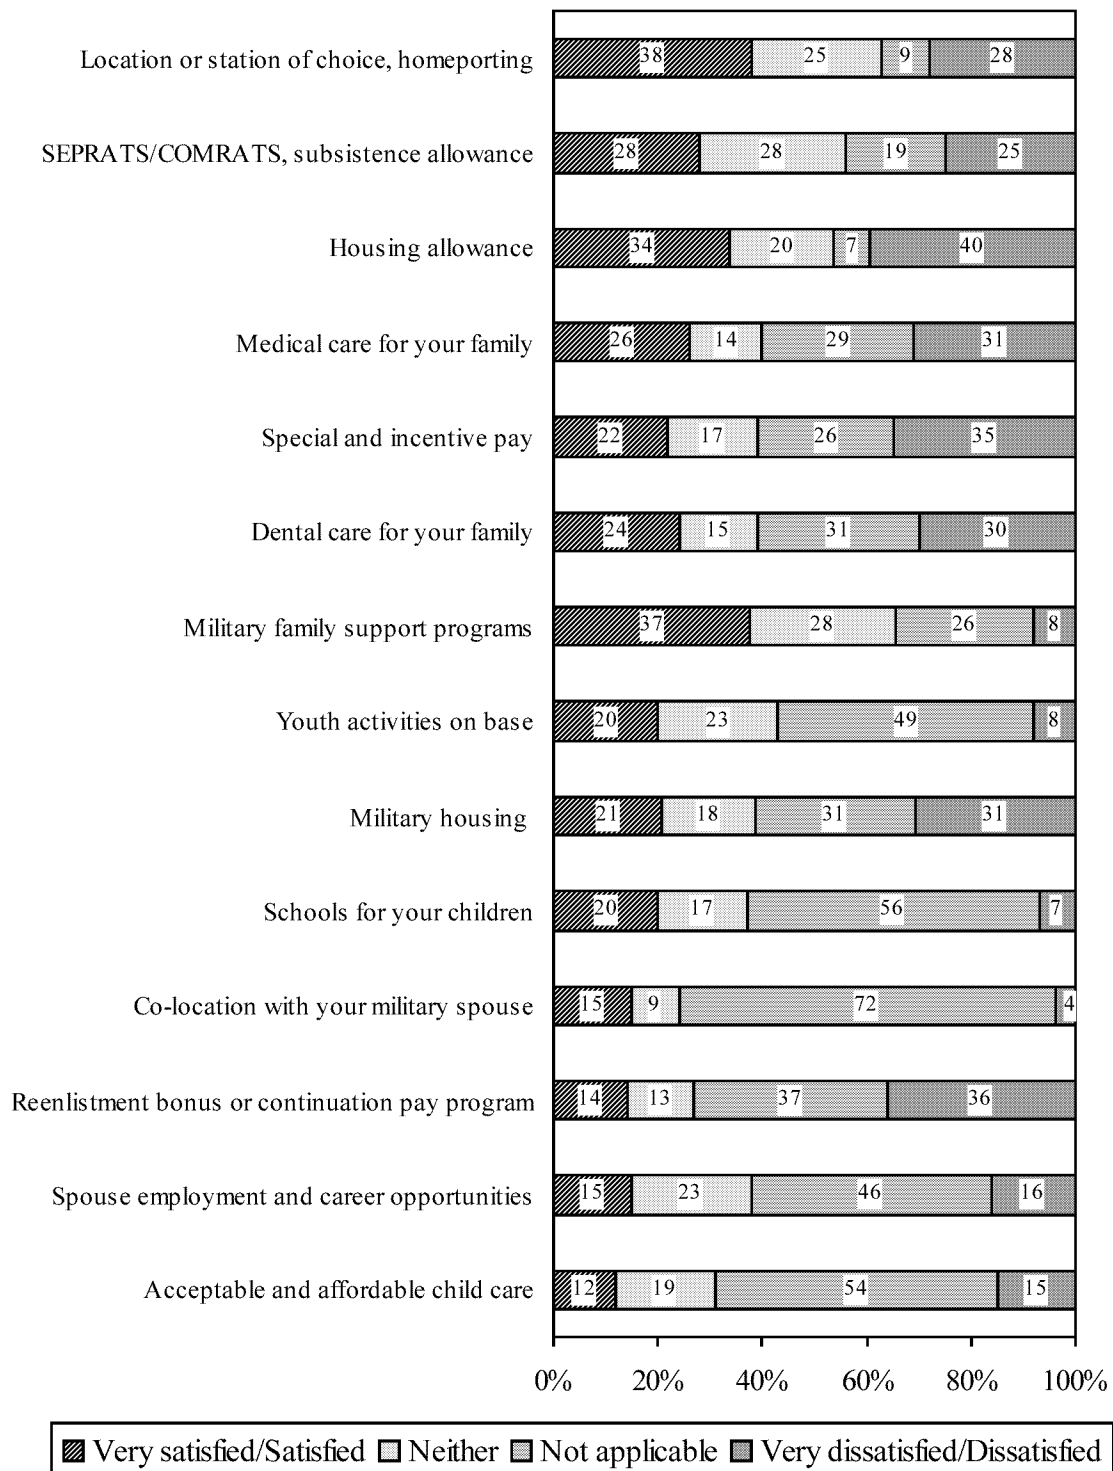 Location or station of choice, homeporting 38 25 9 28
SEPRATS/COMRATS, subsistence allowance 28 28 19 25
Housing allowance 34 20 7 40
Medical care for your family 26 14 29 31
Special and incentive pay 22 17 26 35
Dental care for your family 24 15 31 30
Military family support programs 37 28 26 8
Youth activities on base 20 23 49 8
Military housing 21 18 31 31
Schools for your children 20 17 56 7
Co-location with your military spouse 15 9 72 4
Reenlistment bonus or continuation pay program 14 13 37 36
Spouse employment and career opportunities 15 23 46 16
Acceptable and affordable child care 12 19 54 15
0% 20% 40% 60% 80% 100%
Very satisfied/Satisfied Neither Not applicable Very dissatisfied/Dissatisfied